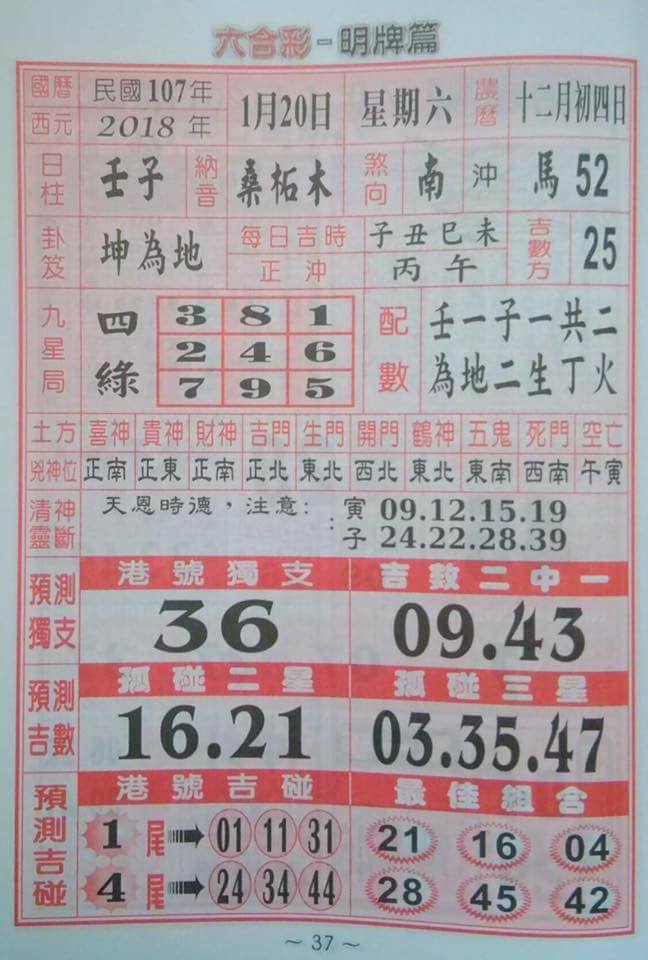 六合彩-明牌篇
國曆 民國107年 1月20日 星期六 農曆 十二月初四日
西元 2018年
日柱 壬子 納音 桑柘木 煞向 南 沖 馬52
卦笈 坤為地 每日吉時 子丑巳未 吉數方 25
正沖 丙午
九星局 四綠 3 8 1 配數 壬一子一共二
2 4 6
7 9 5 為地二生丁火
土方 喜神 貴神 財神 吉門 生門 開門 鶴神 五鬼 死門 空亡
凶神位 正南 正東 正南 正北 東北 西北 東北 東南 西南 午寅
清神靈斷 天恩時德，注意: : 寅 09.12.15.19
子 24.22.28.39
預測獨支 港號獨支 吉数二中一
36 09.43
預測吉數 孤碰二星 孤碰三星
16.21 03.35.47
預測吉碰 港號吉碰 最佳組合
1尾 01 11 31 21 16 04
4尾 24 34 44 28 45 42
~ 37 ~